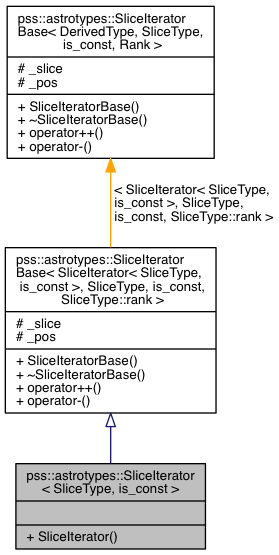 pss::astrotypes::SliceIterator
Base< DerivedType, SliceType,
is_const, Rank >
# _slice
# _pos
+ SliceIteratorBase()
+ ~SliceIteratorBase()
+ operator++()
+ operator-()
< SliceIterator< SliceType,
is_const >, SliceType,
is_const, SliceType::rank >
pss::astrotypes::SliceIterator
Base< SliceIterator< SliceType,
is_const >, SliceType, is_const,
SliceType::rank >
# _slice
# _pos
+ SliceIteratorBase()
+ ~SliceIteratorBase()
+ operator++()
+ operator-()
pss::astrotypes::SliceIterator
< SliceType, is_const >
+ SliceIterator()